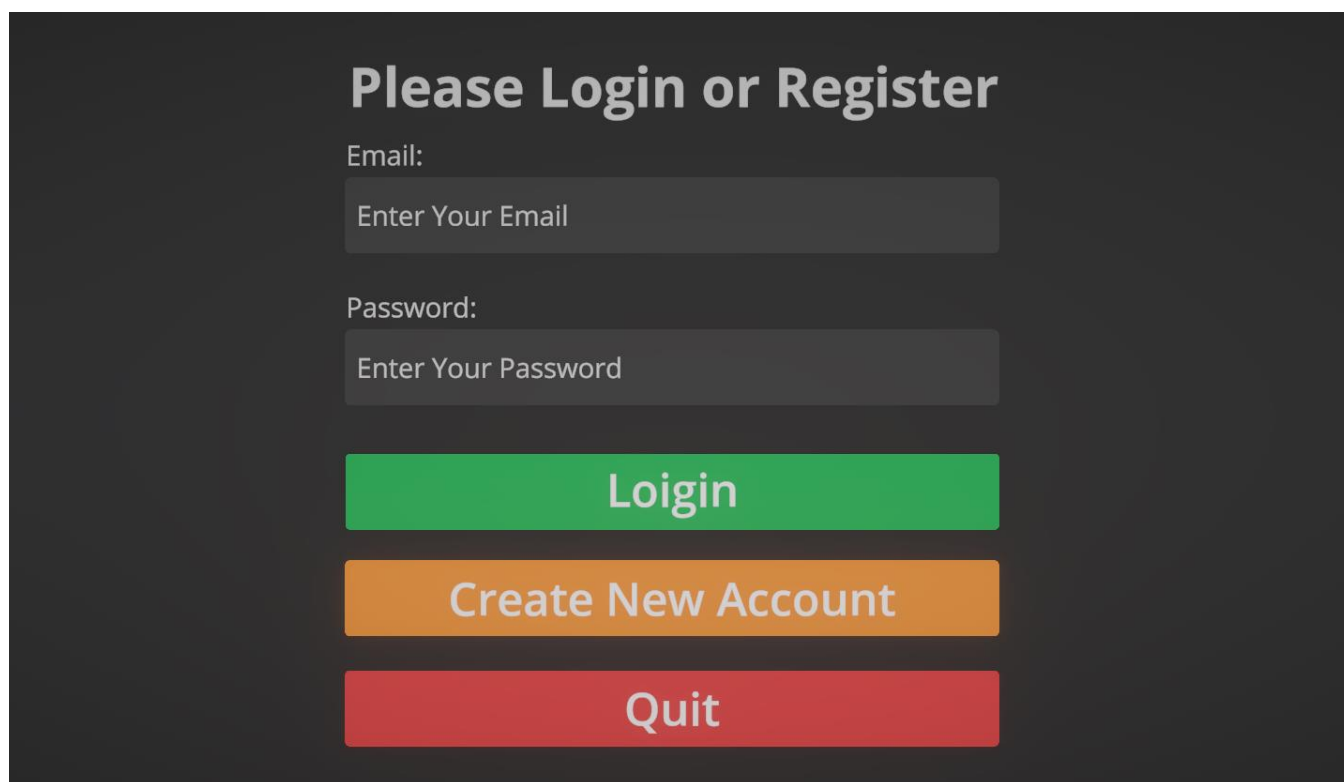 Please Login or Register
Email:
Enter Your Email
Password:
Enter Your Password
Loigin
Create New Account
Quit